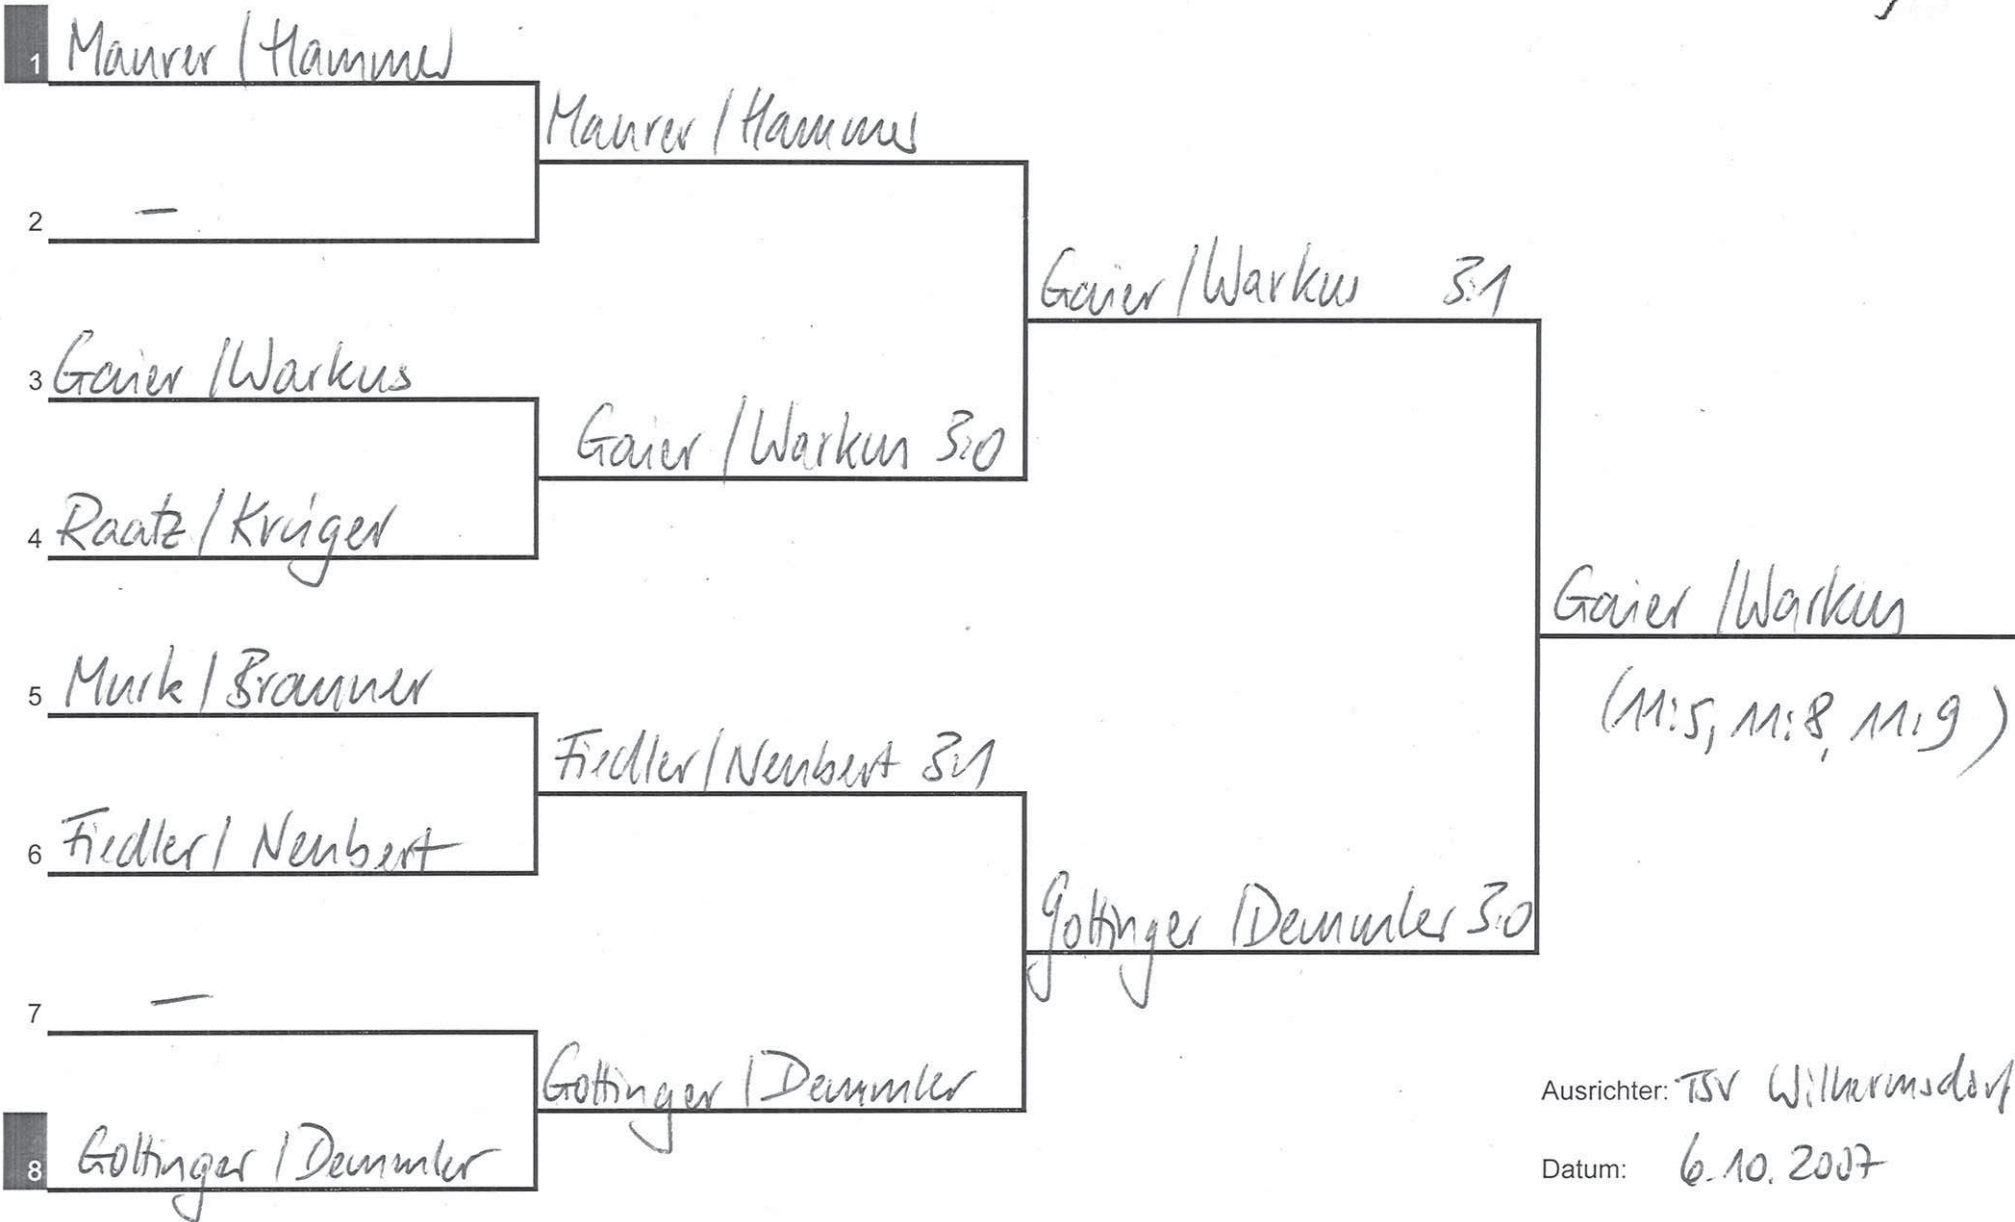 1 Maurer / Hammer
Maurer / Hammer
2 –
Gaier / Warkus 3:1
3 Gaier / Warkus
Gaier / Warkus 3:0
4 Raatz / Krüger
Gaier / Warkus
5 Murk / Brauner
(11:5, 11:8, 11:9)
Fiedler / Neubert 3:1
6 Fiedler / Neubert
Gottinger / Demmler 3:0
7 –
Gottinger / Demmler
Ausrichter: TSV Wilhermsdorf
8 Gottinger / Demmler
Datum: 6.10.2007